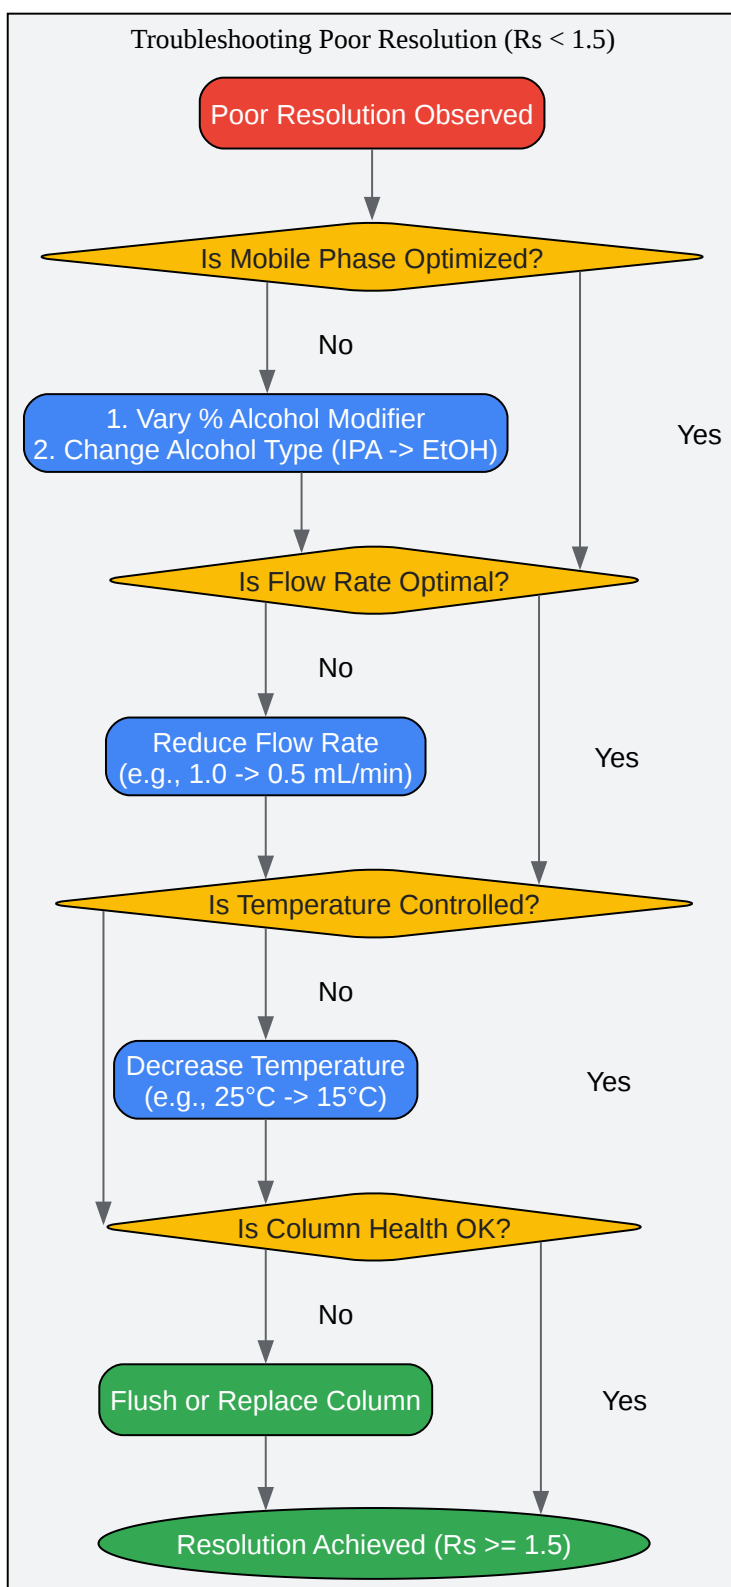 Troubleshooting Poor Resolution (Rs < 1.5)
Poor Resolution Observed
Is Mobile Phase Optimized?
No
1. Vary % Alcohol Modifier
2. Change Alcohol Type (IPA -> EtOH)
Yes
Is Flow Rate Optimal?
No
Reduce Flow Rate
(e.g., 1.0 -> 0.5 mL/min)
Yes
Is Temperature Controlled?
No
Decrease Temperature
(e.g., 25°C -> 15°C)
Yes
Is Column Health OK?
No
Flush or Replace Column
Yes
Resolution Achieved (Rs >= 1.5)